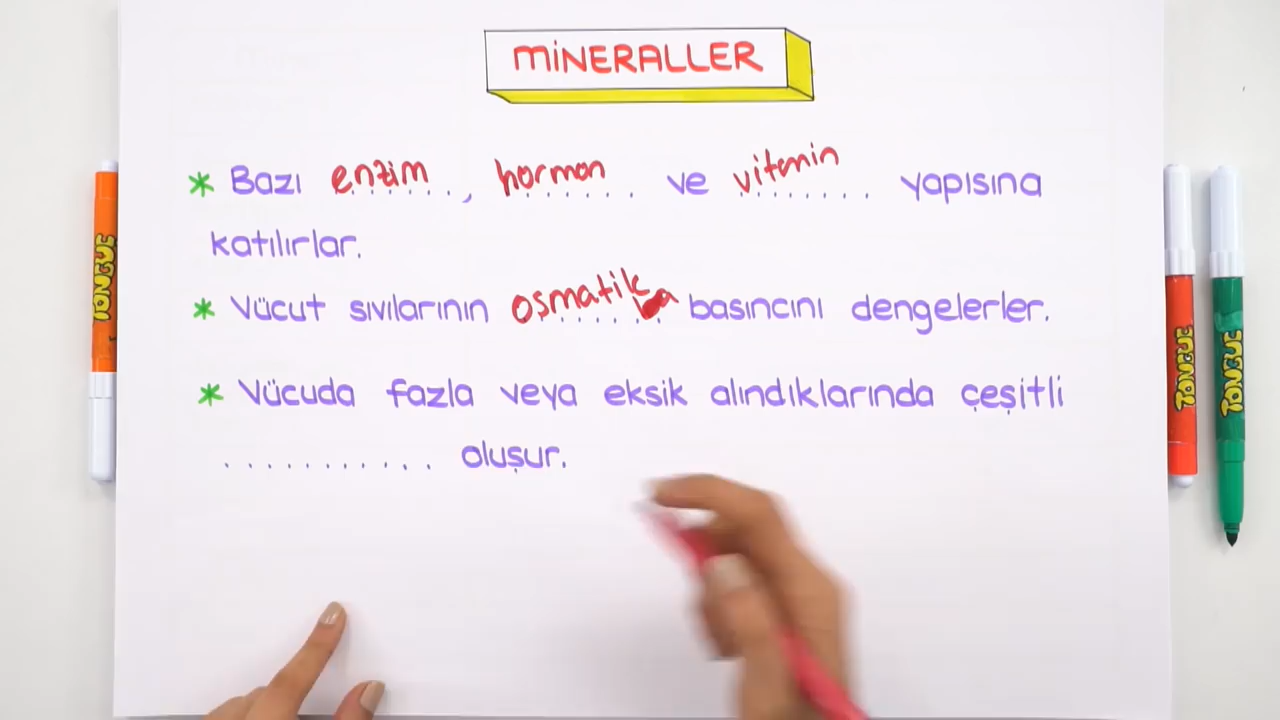 MİNERALLER
* Bazı enzim, hormon ve vitamin yapısına
katılırlar.
* Vücut sıvılarının osmatik basıncını dengelerler.
* Vücuda fazla veya eksik alındıklarında çeşitli
........... oluşur.
TONGUE
TONGUE
TONGUE